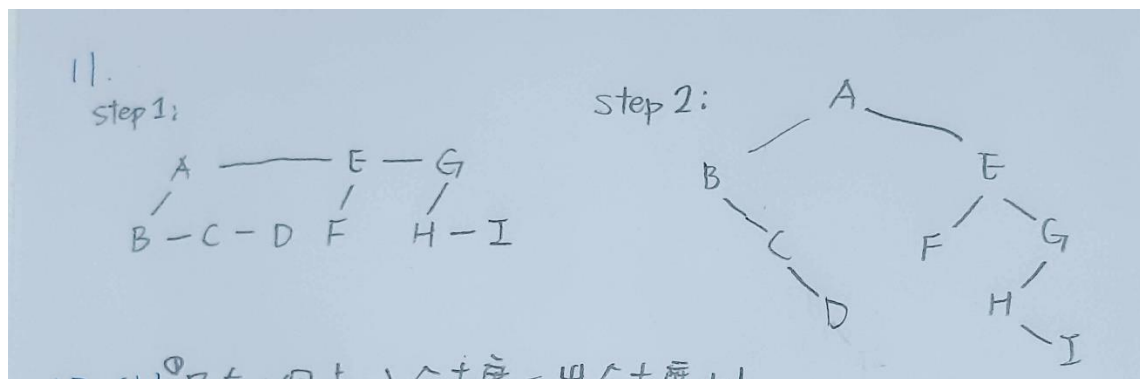 11.
step 1:
step 2:
A E G
B C D F H I
A
B E
C F G
D H
I